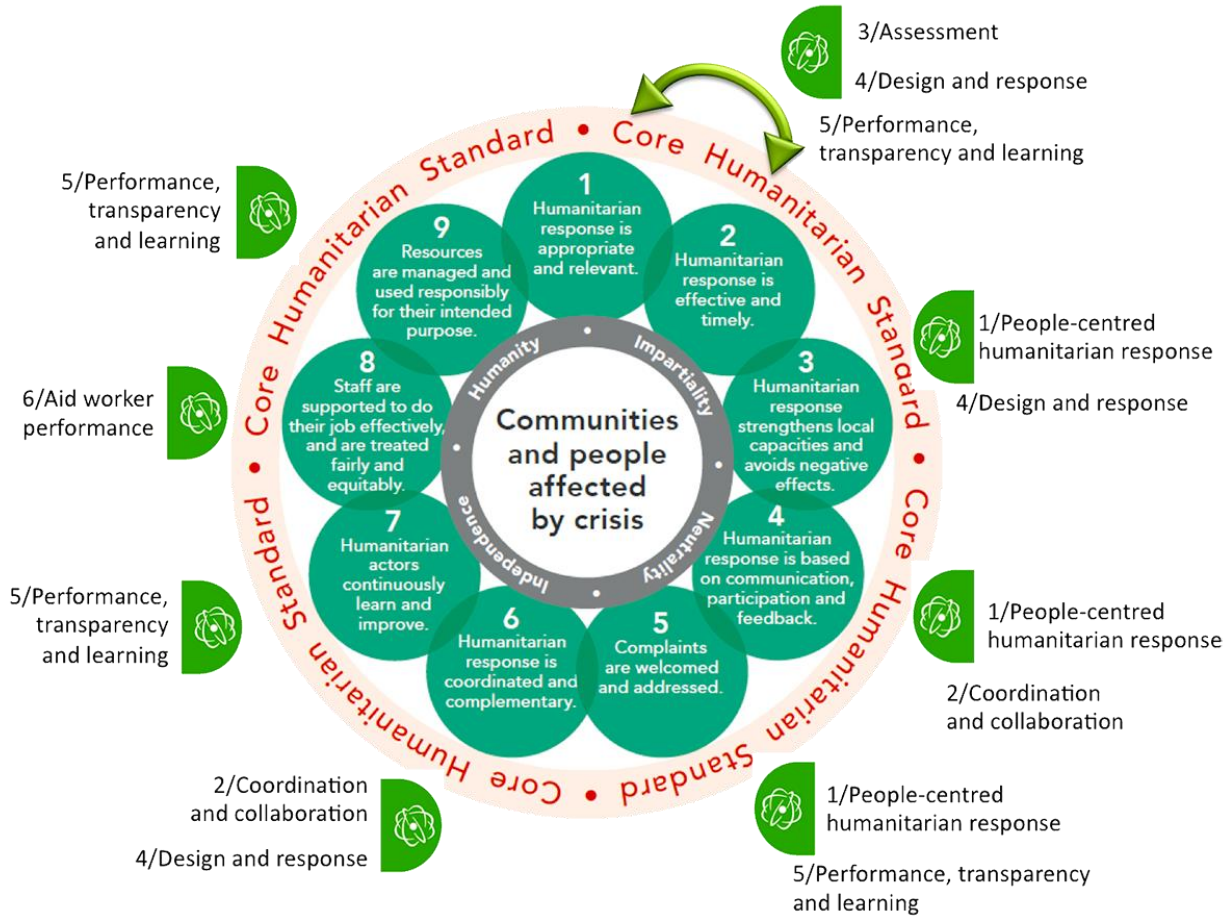 3/Assessment
4/Design and response
5/Performance,
transparency and learning
Core Humanitarian Standard • Core Humanitarian Standard • Core Humanitarian Standard • Core Humanitarian Standard •
5/Performance,
transparency
and learning
1
Humanitarian
response is
appropriate
and relevant.
2
Humanitarian
response is
effective and
timely.
9
Resources
are managed and
used responsibly
for their intended
purpose.
1/People-centred
humanitarian response
4/Design and response
3
Humanitarian
response
strengthens local
capacities and
avoids negative
effects.
8
Staff are
supported to do
their job effectively,
and are treated
fairly and
equitably.
6/Aid worker
performance
Humanity • Impartiality • Neutrality • Independence •
Communities
and people
affected
by crisis
4
Humanitarian
response is based
on communication,
participation and
feedback.
7
Humanitarian
actors
continuously
learn and
improve.
5/Performance,
transparency
and learning
1/People-centred
humanitarian response
2/Coordination
and collaboration
6
Humanitarian
response is
coordinated and
complementary.
5
Complaints
are welcomed
and addressed.
2/Coordination
and collaboration
4/Design and response
1/People-centred
humanitarian response
5/Performance, transparency
and learning